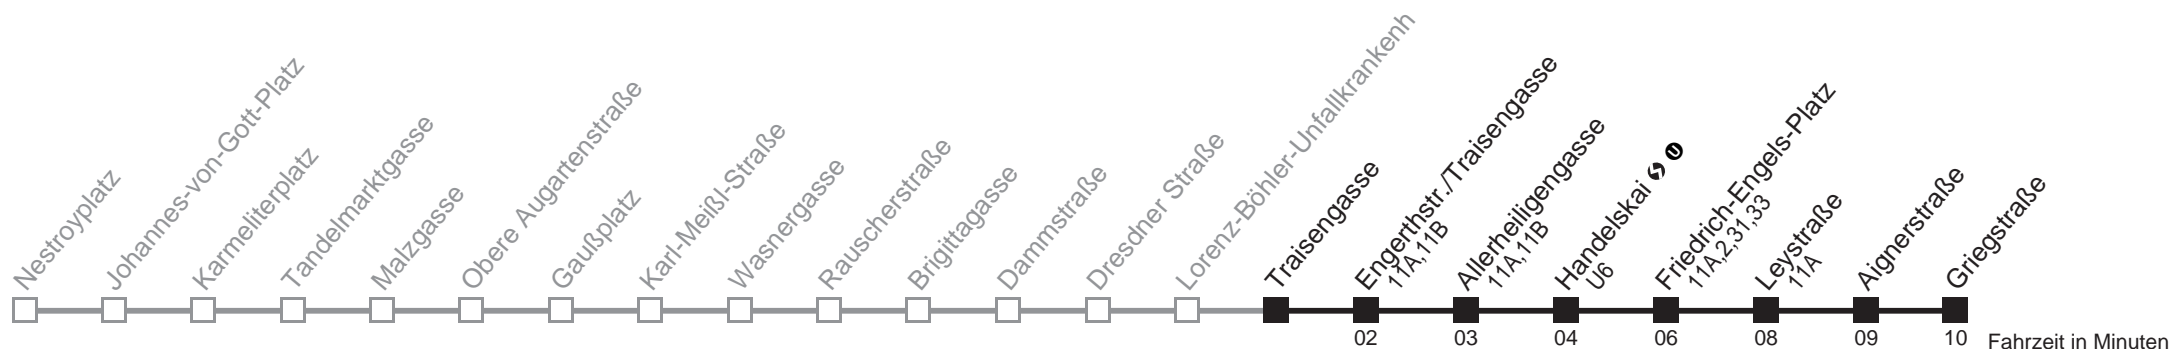 Nestroyplatz
Johannes-von-Gott-Platz
Karmeliterplatz
Tandelmarktgasse
Malzgasse
Obere Augartenstraße
Gaußplatz
Karl-Meißl-Straße
Wasnergasse
Rauscherstraße
Brigittagasse
Dammstraße
Dresdner Straße
Lorenz-Böhler-Unfallkrankenh
Traisengasse
Engerthstr./Traisengasse
11A,11B
Allerheiligengasse
11A,11B
Handelskai S U
U6
Friedrich-Engels-Platz
11A,2,31,33
Leystraße
11A
Aignerstraße
Griegstraße
02 03 04 06 08 09 10 Fahrzeit in Minuten